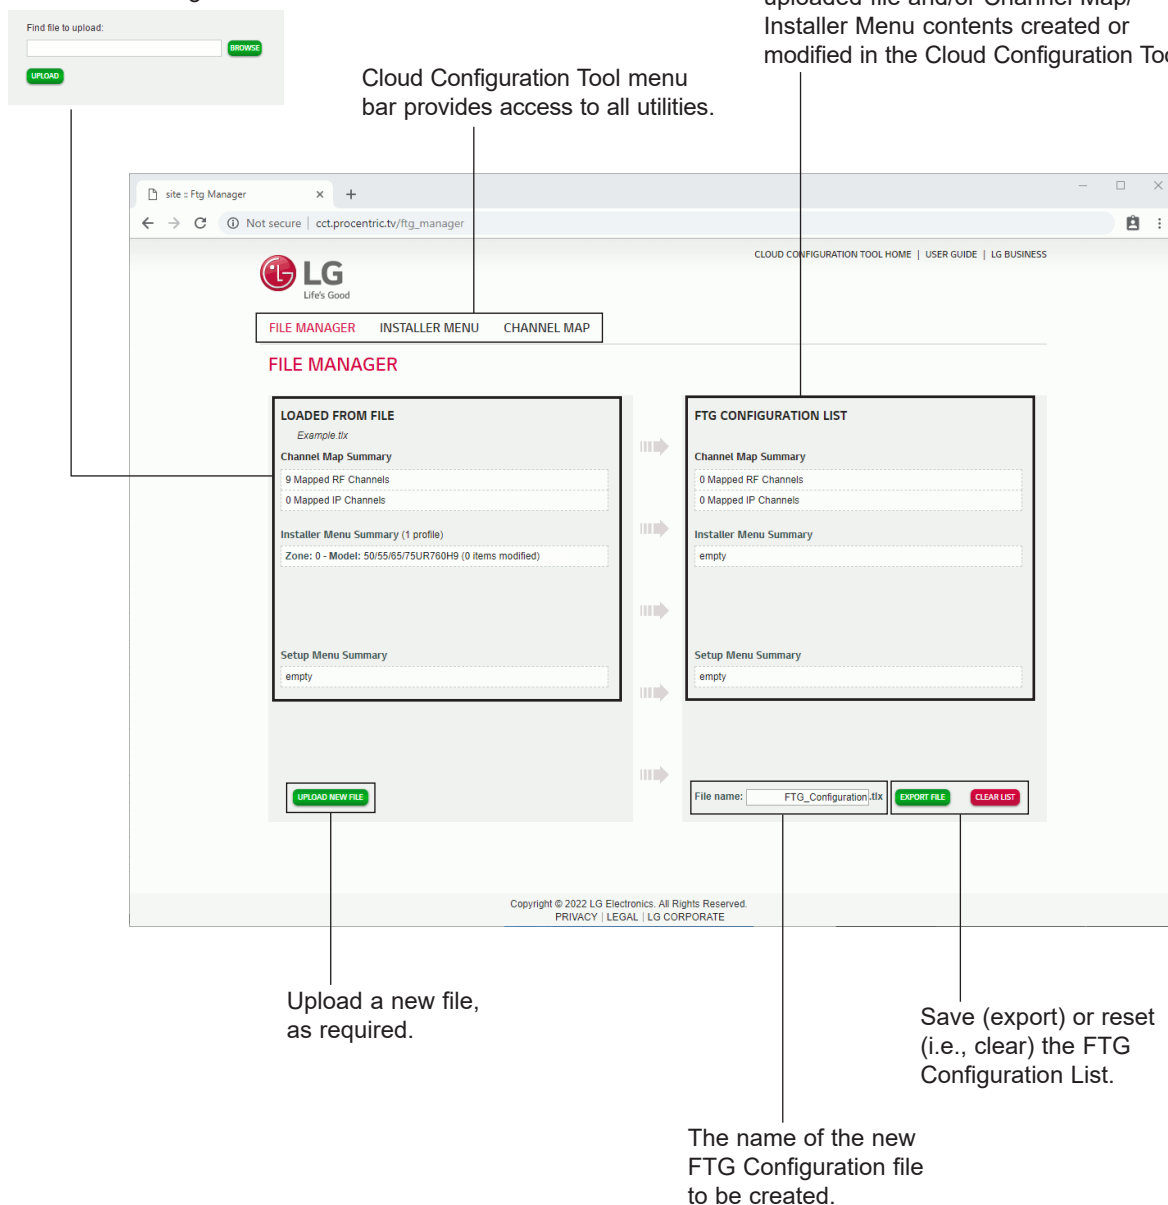 Find file to upload:
BROWSE
UPLOAD
Installer Menu contents created or
modified in the Cloud Configuration
Cloud Configuration Tool menu
bar provides access to all utilities.
site :: Ftg Manager
Not secure | cct.procentric.tv/ftg_manager
CLOUD CONFIGURATION TOOL HOME | USER GUIDE | LG BUSINESS
LG
Life's Good
FILE MANAGER INSTALLER MENU CHANNEL MAP
FILE MANAGER
LOADED FROM FILE
Example.tlx
Channel Map Summary
9 Mapped RF Channels
0 Mapped IP Channels
Installer Menu Summary (1 profile)
Zone: 0 - Model: 50/55/65/75UR760H9 (0 items modified)
Setup Menu Summary
empty
UPLOAD NEW FILE
FTG CONFIGURATION LIST
Channel Map Summary
0 Mapped RF Channels
0 Mapped IP Channels
Installer Menu Summary
empty
Setup Menu Summary
empty
File name: FTG_Configuration .tlx EXPORT FILE CLEAR LIST
Copyright © 2022 LG Electronics. All Rights Reserved.
PRIVACY | LEGAL | LG CORPORATE
Upload a new file,
as required.
Save (export) or reset
(i.e., clear) the FTG
Configuration List.
The name of the new
FTG Configuration file
to be created.